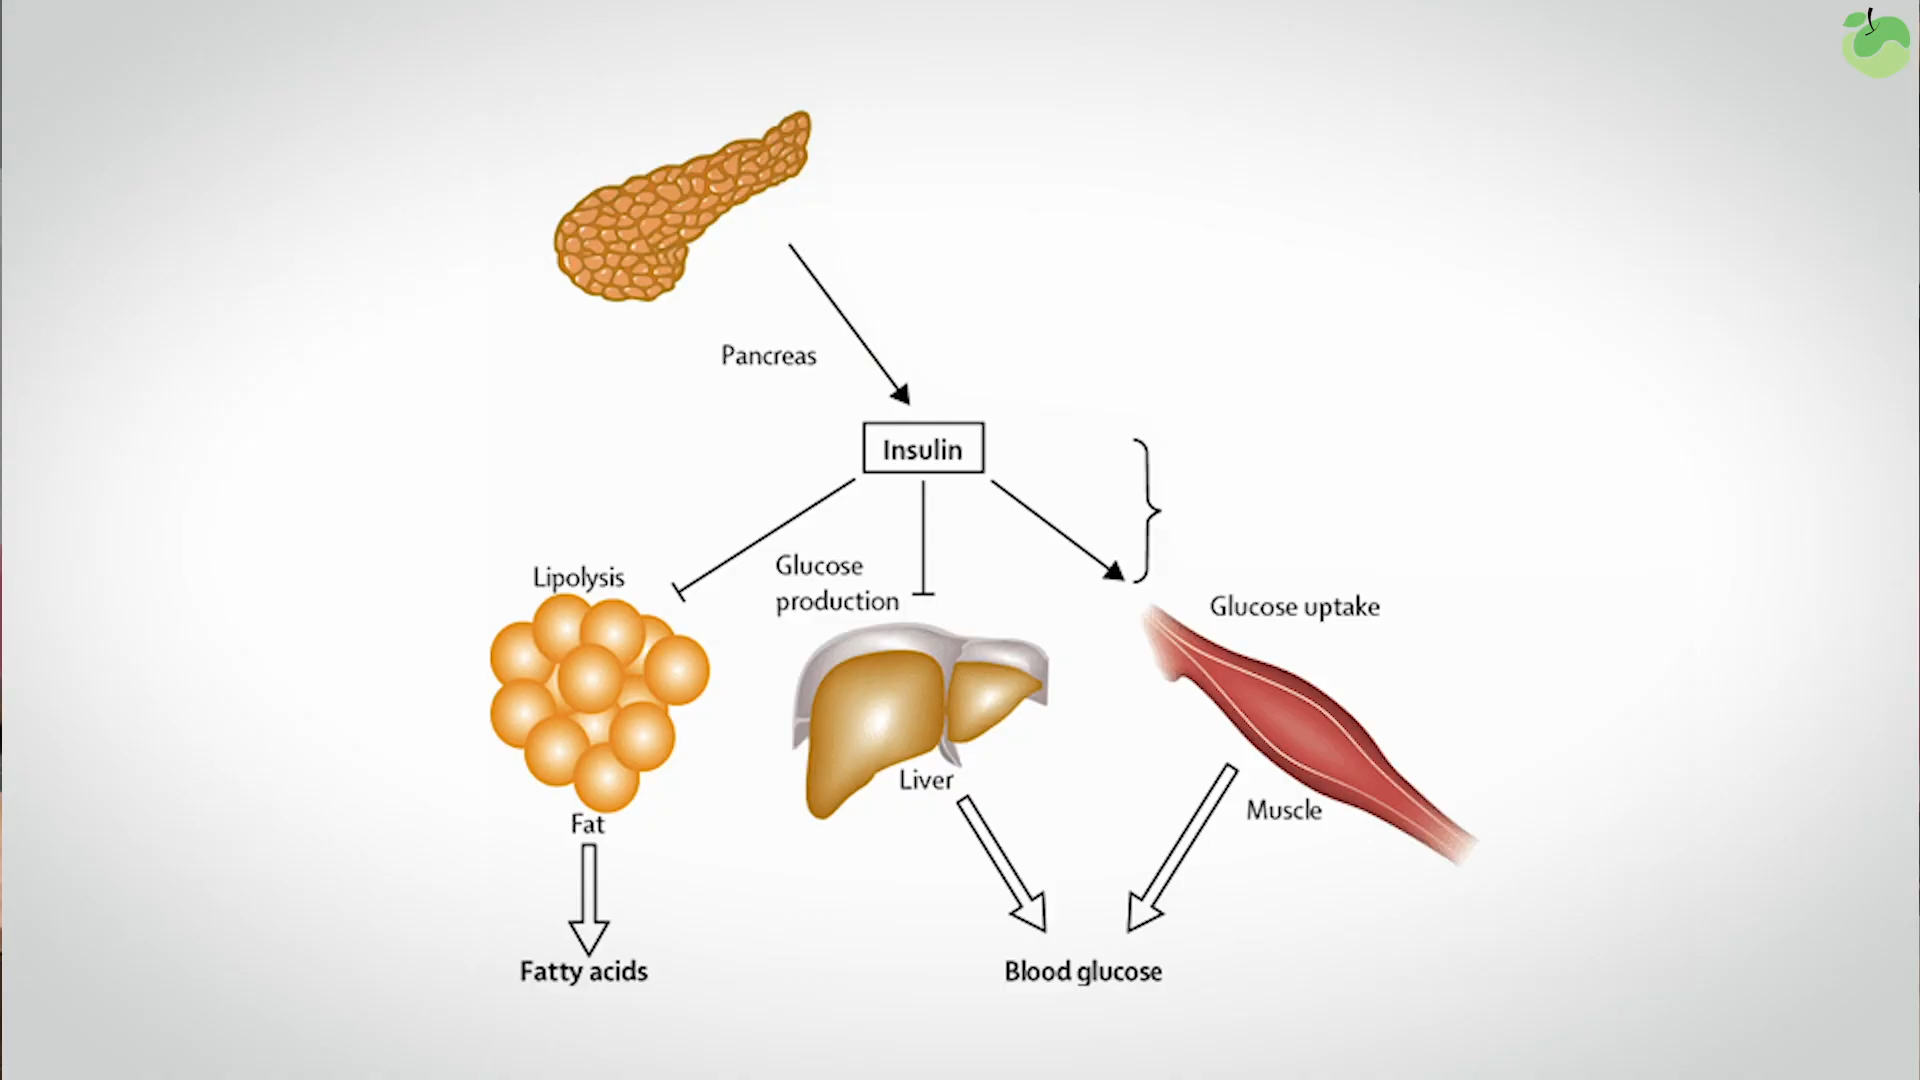 Pancreas
Insulin
Lipolysis
Glucose
production
Glucose uptake
Liver
Muscle
Fat
Fatty acids
Blood glucose